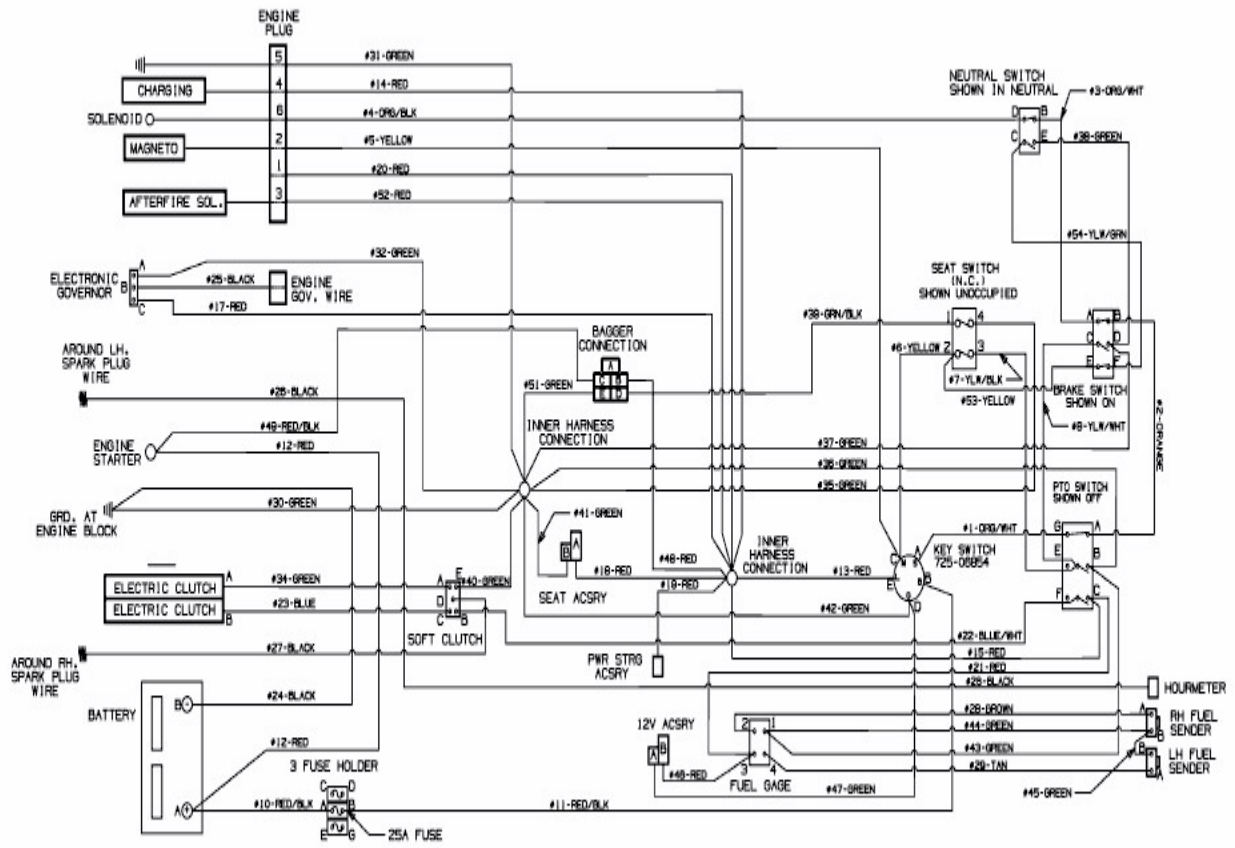 ENGINE
PLUG
5
#31-GREEN
CHARGING
4
#14-RED
SOLENOID
6
#4-ORG/BLK
MAGNETO
2
#5-YELLOW
1
#20-RED
AFTERFIRE SOL.
3
#52-RED
NEUTRAL SWITCH
SHOWN IN NEUTRAL
#3-ORG/WHT
D
B
C
E
#38-GREEN
#54-YLW/GRN
ELECTRONIC
GOVERNOR
A
B
C
#32-GREEN
#25-BLACK
#17-RED
ENGINE
GOV. WIRE
SEAT SWITCH
(N.C.)
SHOWN UNOCCUPIED
1
4
2
3
#39-GRN/BLK
#6-YELLOW
#7-YLW/BLK
#53-YELLOW
BAGGER
CONNECTION
A
C
B
E
D
#51-GREEN
A
B
C
D
E
F
BRAKE SWITCH
SHOWN ON
#8-YLW/WHT
#2-ORANGE
AROUND LH.
SPARK PLUG
WIRE
#26-BLACK
#49-RED/BLK
ENGINE
STARTER
#12-RED
INNER HARNESS
CONNECTION
#37-GREEN
#36-GREEN
#35-GREEN
GRD. AT
ENGINE BLOCK
#30-GREEN
#41-GREEN
A
B
#18-RED
SEAT ACSRY
#48-RED
#19-RED
INNER
HARNESS
CONNECTION
#13-RED
PTO SWITCH
SHOWN OFF
G
A
E
B
F
C
#1-ORG/WHT
KEY SWITCH
725-05854
C
A
B
E
D
M
B
ELECTRIC CLUTCH
A
#34-GREEN
ELECTRIC CLUTCH
B
#23-BLUE
A
E
D
C
B
#40-GREEN
SOFT CLUTCH
#42-GREEN
#22-BLUE/WHT
#15-RED
#21-RED
#26-BLACK
HOURMETER
#27-BLACK
AROUND RH.
SPARK PLUG
WIRE
PWR STRG
ACSRY
BATTERY
B
#24-BLACK
A
#12-RED
3 FUSE HOLDER
C
D
A
B
E
G
#10-RED/BLK
#11-RED/BLK
25A FUSE
12V ACSRY
A
B
#46-RED
2
1
3
4
FUEL GAGE
#28-BROWN
#44-GREEN
#43-GREEN
#29-TAN
#47-GREEN
#45-GREEN
A
B
RH FUEL
SENDER
B
A
LH FUEL
SENDER